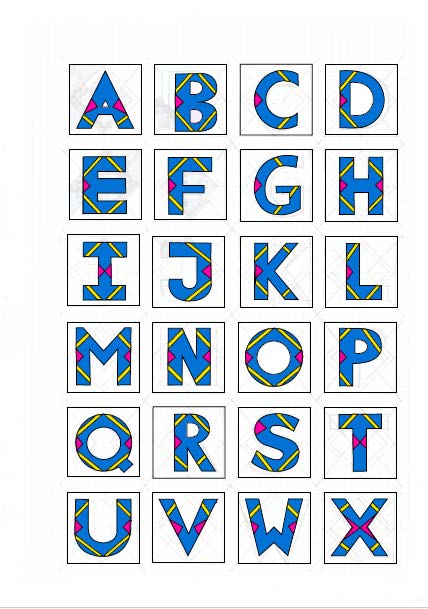 A B C D
E F G H
I J K L
M N O P
Q R S T
U V W X